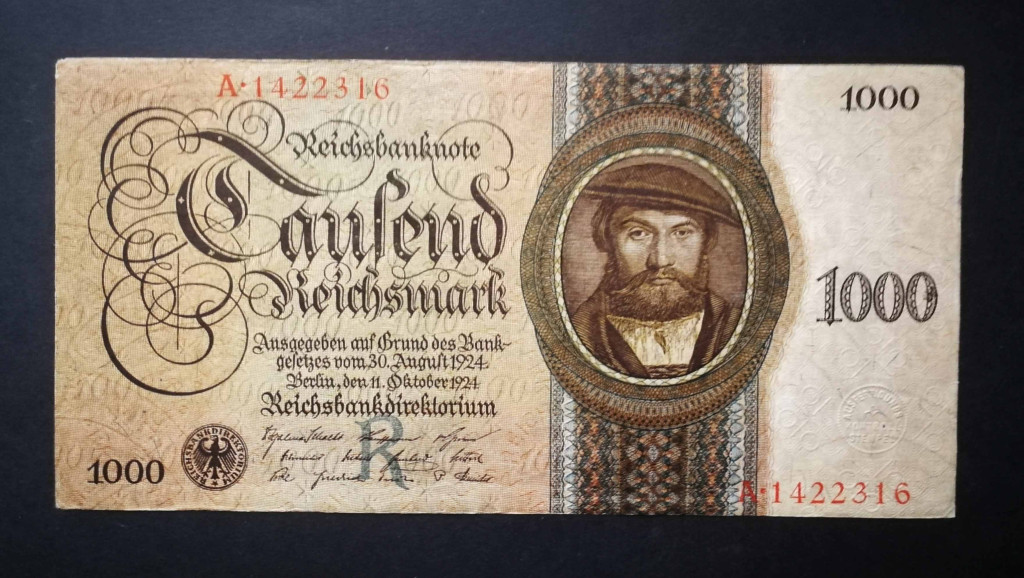 A·1422316
1000
Reichsbanknote
Tausend
Reichsmark
1000
Ausgegeben auf Grund des Bank-
gesetzes vom 30. August 1924.
Berlin, den 11. Oktober 1924
Reichsbankdirektorium
R
1000
REICHSBANKDIREKTORIUM
A·1422316